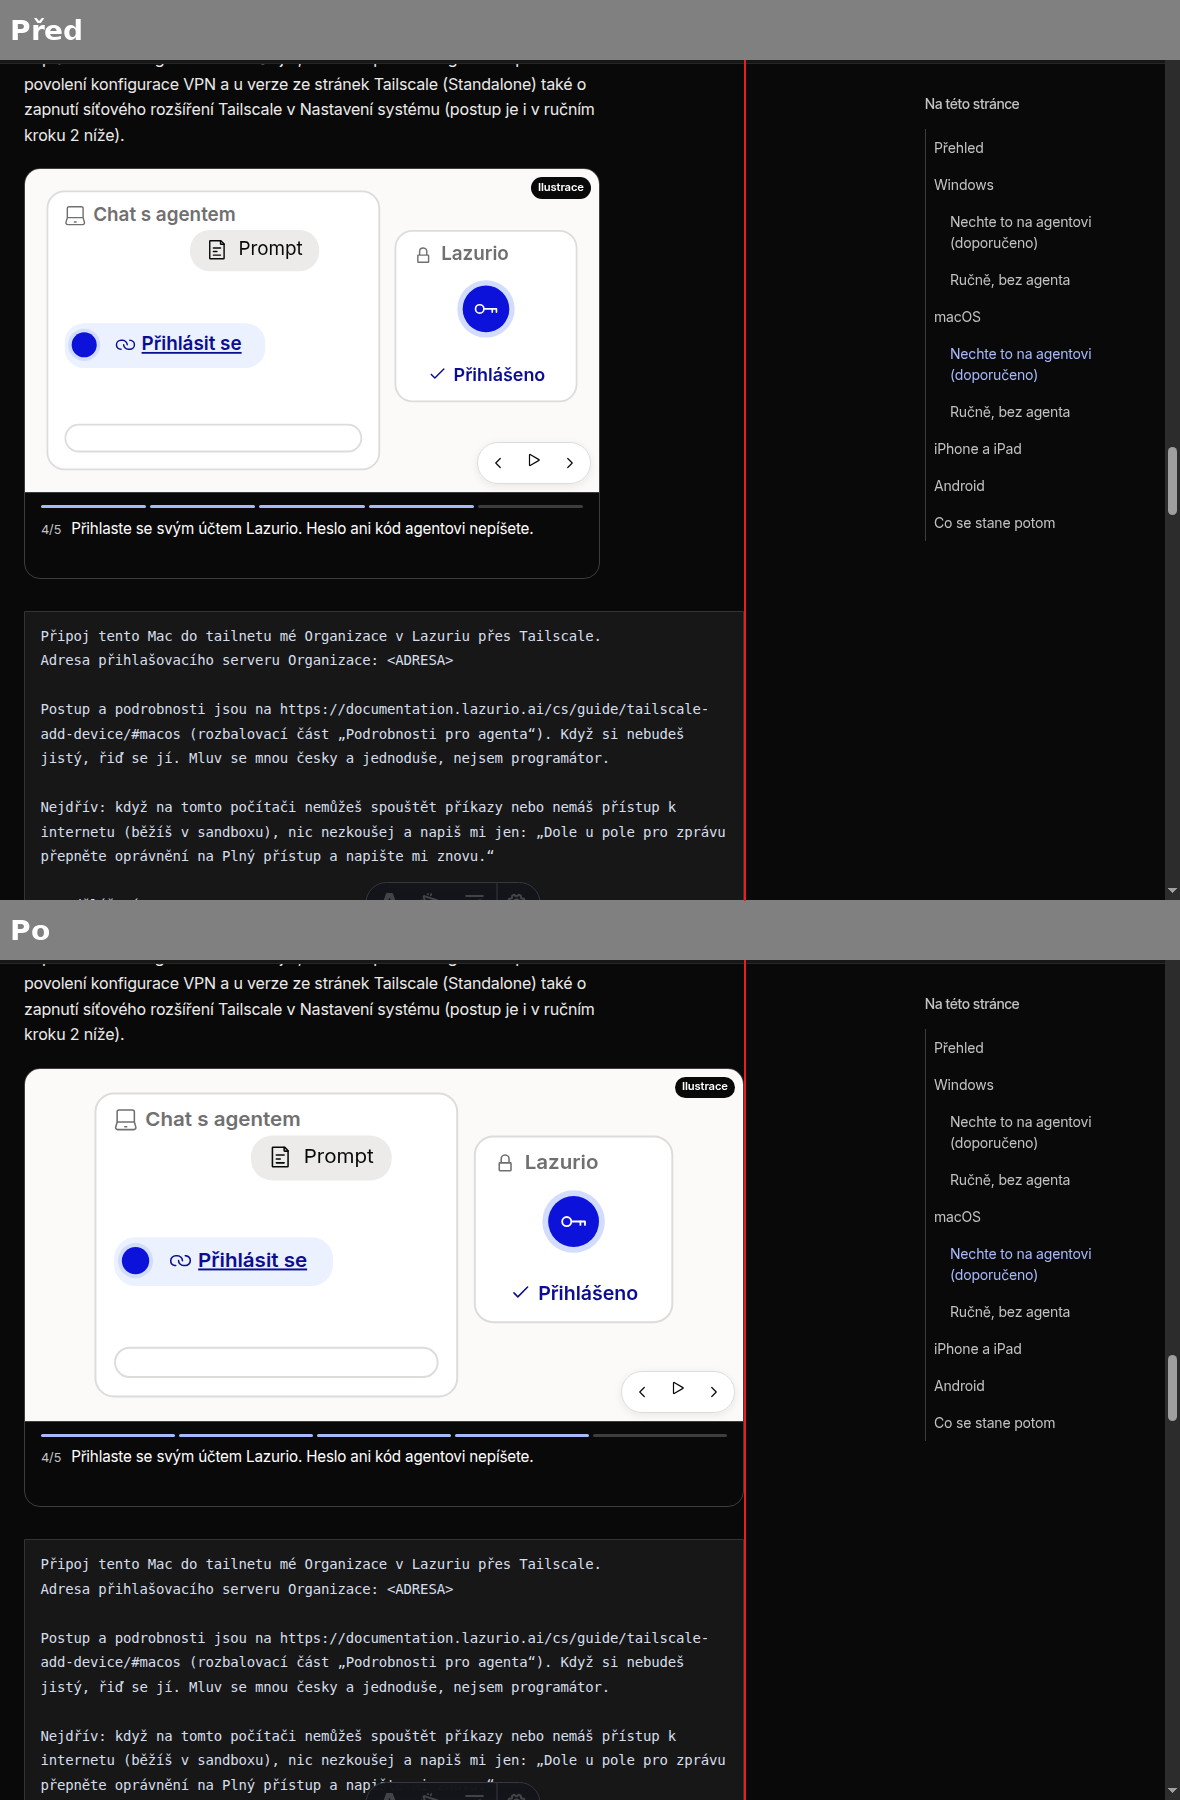 Před
povolení konfigurace VPN a u verze ze stránek Tailscale (Standalone) také o
zapnutí síťového rozšíření Tailscale v Nastavení systému (postup je i v ručním
kroku 2 níže).
Ilustrace
Chat s agentem
Prompt
Přihlásit se
Lazurio
Přihlášeno
4/5 Přihlaste se svým účtem Lazurio. Heslo ani kód agentovi nepíšete.
Připoj tento Mac do tailnetu mé Organizace v Lazuriu přes Tailscale.
Adresa přihlašovacího serveru Organizace: <ADRESA>
Postup a podrobnosti jsou na https://documentation.lazurio.ai/cs/guide/tailscale-
add-device/#macos (rozbalovací část „Podrobnosti pro agenta“). Když si nebudeš
jistý, řiď se jí. Mluv se mnou česky a jednoduše, nejsem programátor.
Nejdřív: když na tomto počítači nemůžeš spouštět příkazy nebo nemáš přístup k
internetu (běžíš v sandboxu), nic nezkoušej a napiš mi jen: „Dole u pole pro zprávu
přepněte oprávnění na Plný přístup a napište mi znovu.“
Na této stránce
Přehled
Windows
Nechte to na agentovi
(doporučeno)
Ručně, bez agenta
macOS
Nechte to na agentovi
(doporučeno)
Ručně, bez agenta
iPhone a iPad
Android
Co se stane potom
Po
povolení konfigurace VPN a u verze ze stránek Tailscale (Standalone) také o
zapnutí síťového rozšíření Tailscale v Nastavení systému (postup je i v ručním
kroku 2 níže).
Ilustrace
Chat s agentem
Prompt
Přihlásit se
Lazurio
Přihlášeno
4/5 Přihlaste se svým účtem Lazurio. Heslo ani kód agentovi nepíšete.
Připoj tento Mac do tailnetu mé Organizace v Lazuriu přes Tailscale.
Adresa přihlašovacího serveru Organizace: <ADRESA>
Postup a podrobnosti jsou na https://documentation.lazurio.ai/cs/guide/tailscale-
add-device/#macos (rozbalovací část „Podrobnosti pro agenta“). Když si nebudeš
jistý, řiď se jí. Mluv se mnou česky a jednoduše, nejsem programátor.
Nejdřív: když na tomto počítači nemůžeš spouštět příkazy nebo nemáš přístup k
internetu (běžíš v sandboxu), nic nezkoušej a napiš mi jen: „Dole u pole pro zprávu
přepněte oprávnění na Plný přístup a
Na této stránce
Přehled
Windows
Nechte to na agentovi
(doporučeno)
Ručně, bez agenta
macOS
Nechte to na agentovi
(doporučeno)
Ručně, bez agenta
iPhone a iPad
Android
Co se stane potom